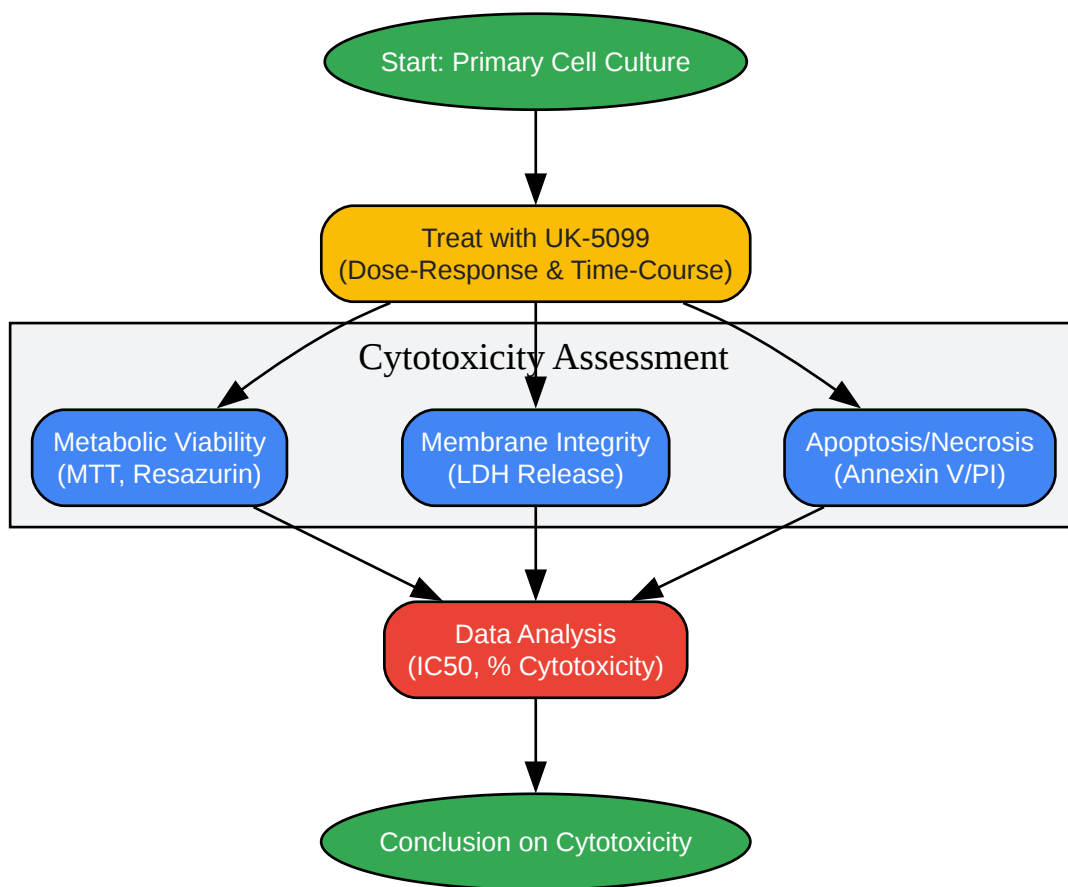 Start: Primary Cell Culture
Treat with UK-5099
(Dose-Response & Time-Course)
Cytotoxicity Assessment
Metabolic Viability
(MTT, Resazurin)
Membrane Integrity
(LDH Release)
Apoptosis/Necrosis
(Annexin V/PI)
Data Analysis
(IC50, % Cytotoxicity)
Conclusion on Cytotoxicity